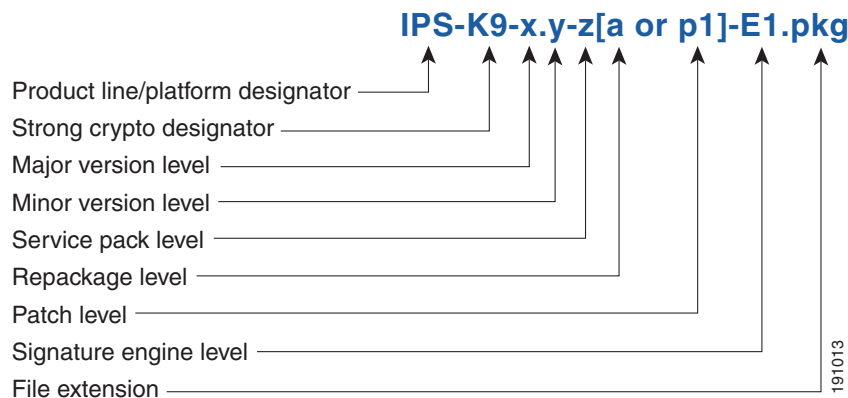 IPS-K9-x.y-z[a or p1]-E1.pkg
Product line/platform designator
Strong crypto designator
Major version level
Minor version level
Service pack level
Repackage level
Patch level
Signature engine level
File extension
191013